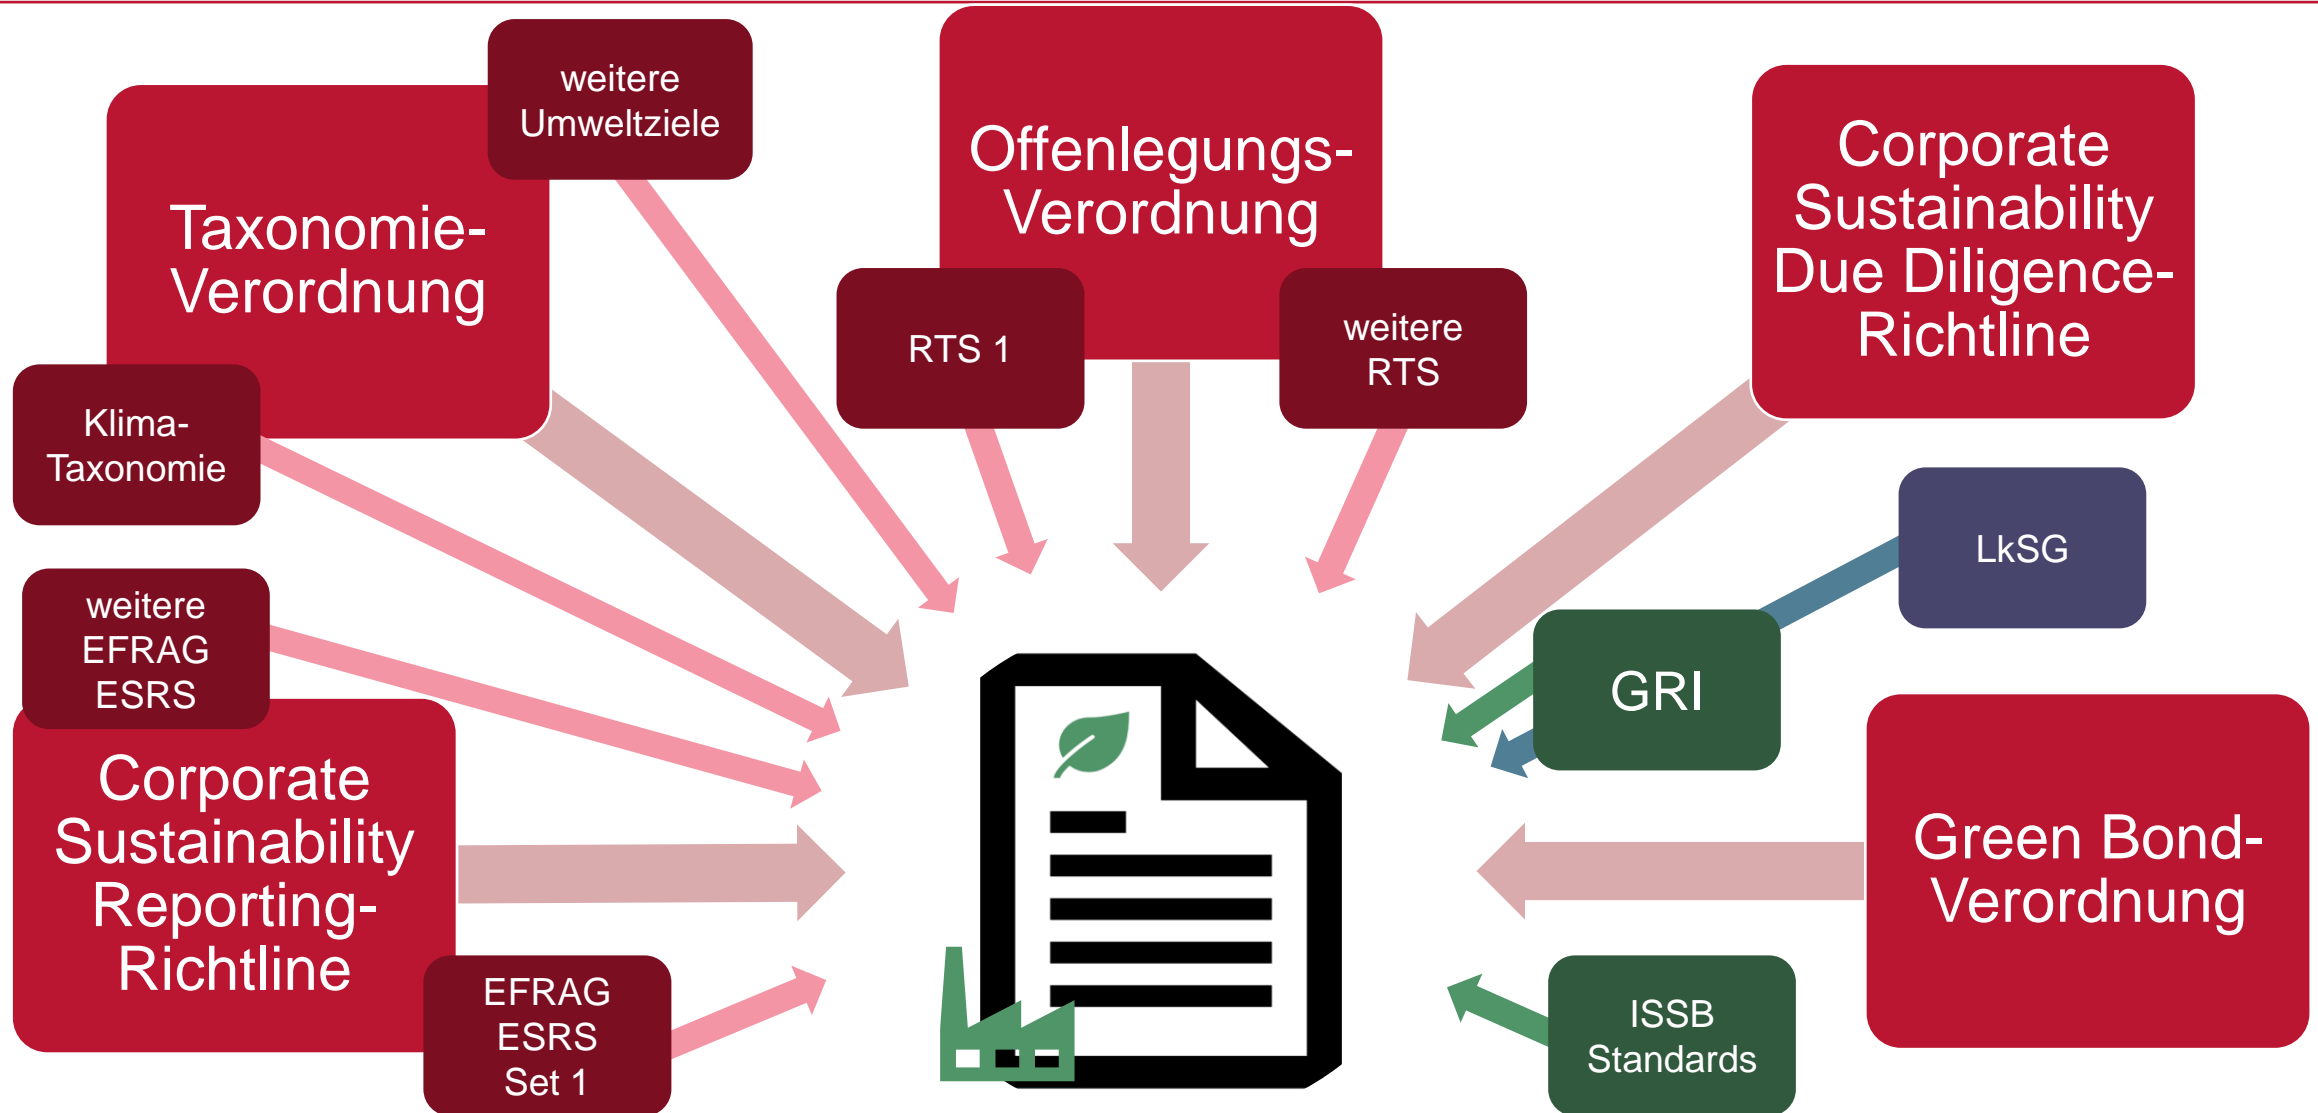 weitere
Umweltziele
Taxonomie-
Verordnung
Klima-
Taxonomie
Offenlegungs-
Verordnung
RTS 1
weitere
RTS
Corporate
Sustainability
Due Diligence-
Richtline
LkSG
GRI
weitere
EFRAG
ESRS
Corporate
Sustainability
Reporting-
Richtline
EFRAG
ESRS
Set 1
Green Bond-
Verordnung
ISSB
Standards